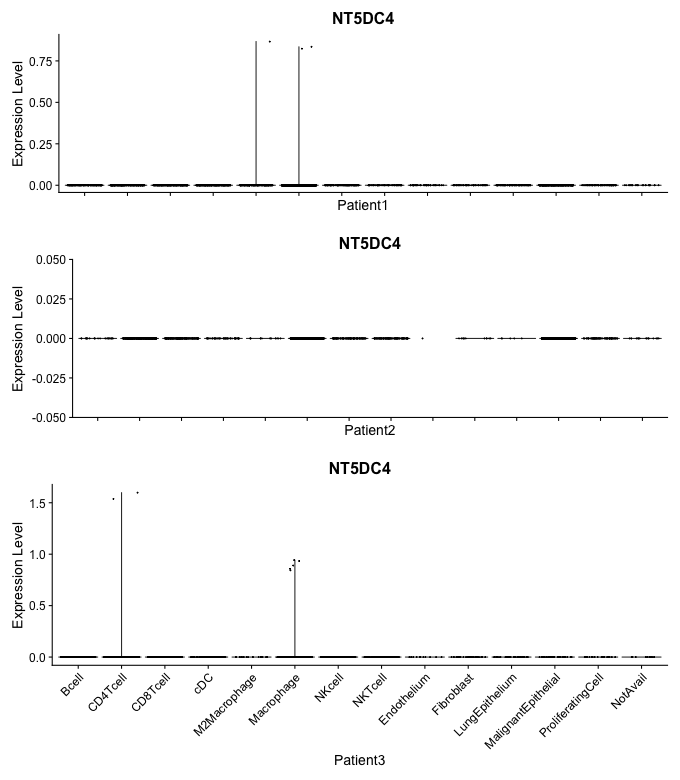 NT5DC4
Expression Level
0.75
0.50
0.25
0.00
Patient1
NT5DC4
Expression Level
0.050
0.025
0.000
-0.025
-0.050
Patient2
NT5DC4
Expression Level
1.5
1.0
0.5
0.0
Bcell
CD4Tcell
CD8Tcell
cDC
M2Macrophage
Macrophage
NKcell
NKTcell
Endothelium
Fibroblast
LungEpithelium
MalignantEpithelial
ProliferatingCell
NotAvail
Patient3